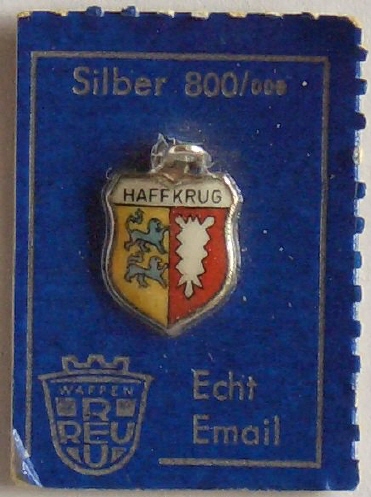 Silber 800/000
HAFFKRUG
WAPPEN
R
REU
U
Echt
Email